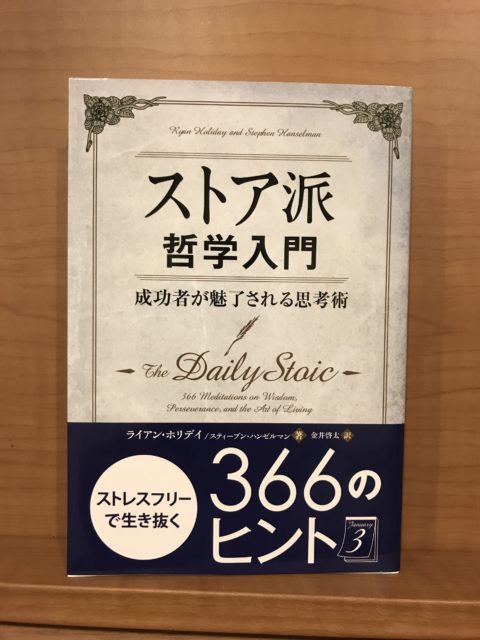 Ryan Holiday and Stephen Hanselman
ストア派
哲学入門
成功者が魅了される思考術
The Daily Stoic
366 Meditations on Wisdom,
Perseverance, and the Art of Living
ライアン・ホリデイ/スティーブン・ハンゼルマン 著 金井啓太 訳
ストレスフリー
で生き抜く
366の
ヒント
January
3